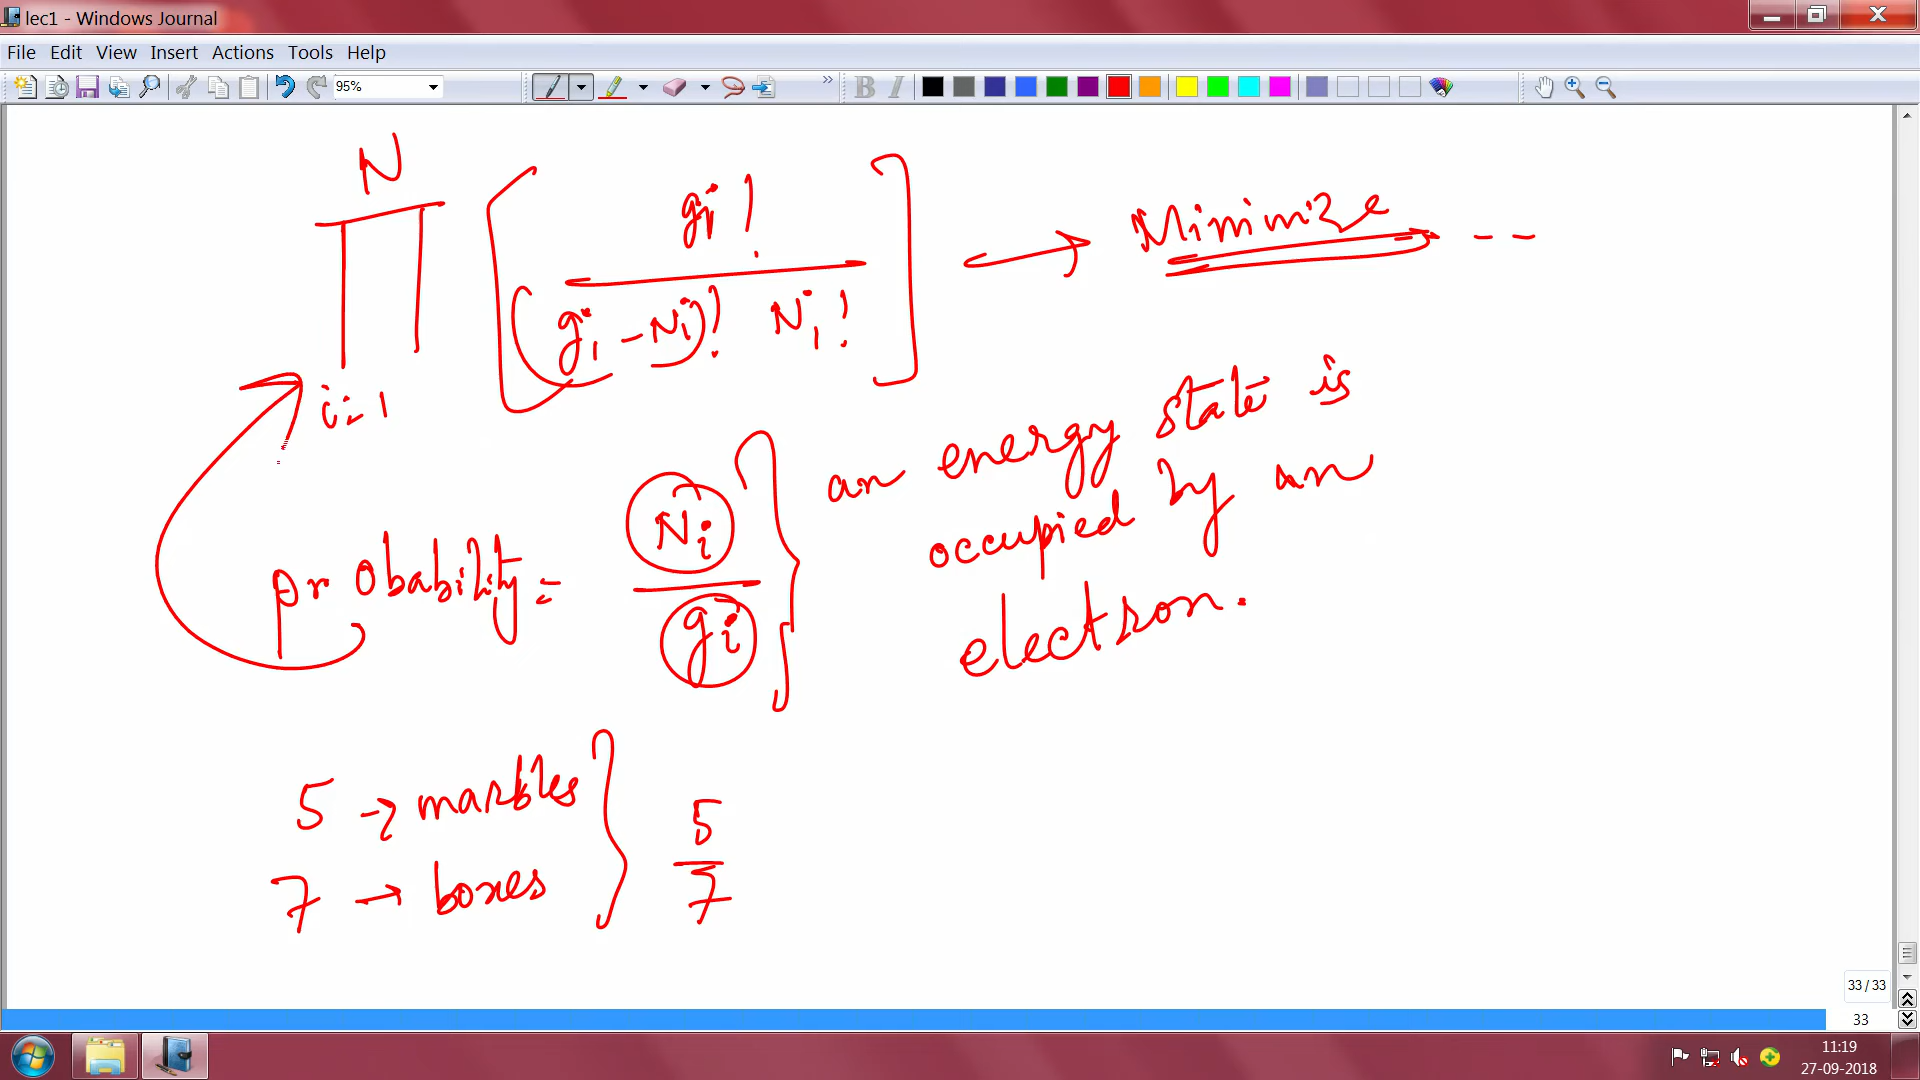 lec1 - Windows Journal
File Edit View Insert Actions Tools Help
95%
B I
N
∏ [ gi! / (gi - Ni)! Ni! ] → Minimize --
i=1
probability = Ni / gi } an energy state is
occupied by an
electron.
5 → marbles
7 → boxes
} 5/7
33 / 33
33
11:19
27-09-2018